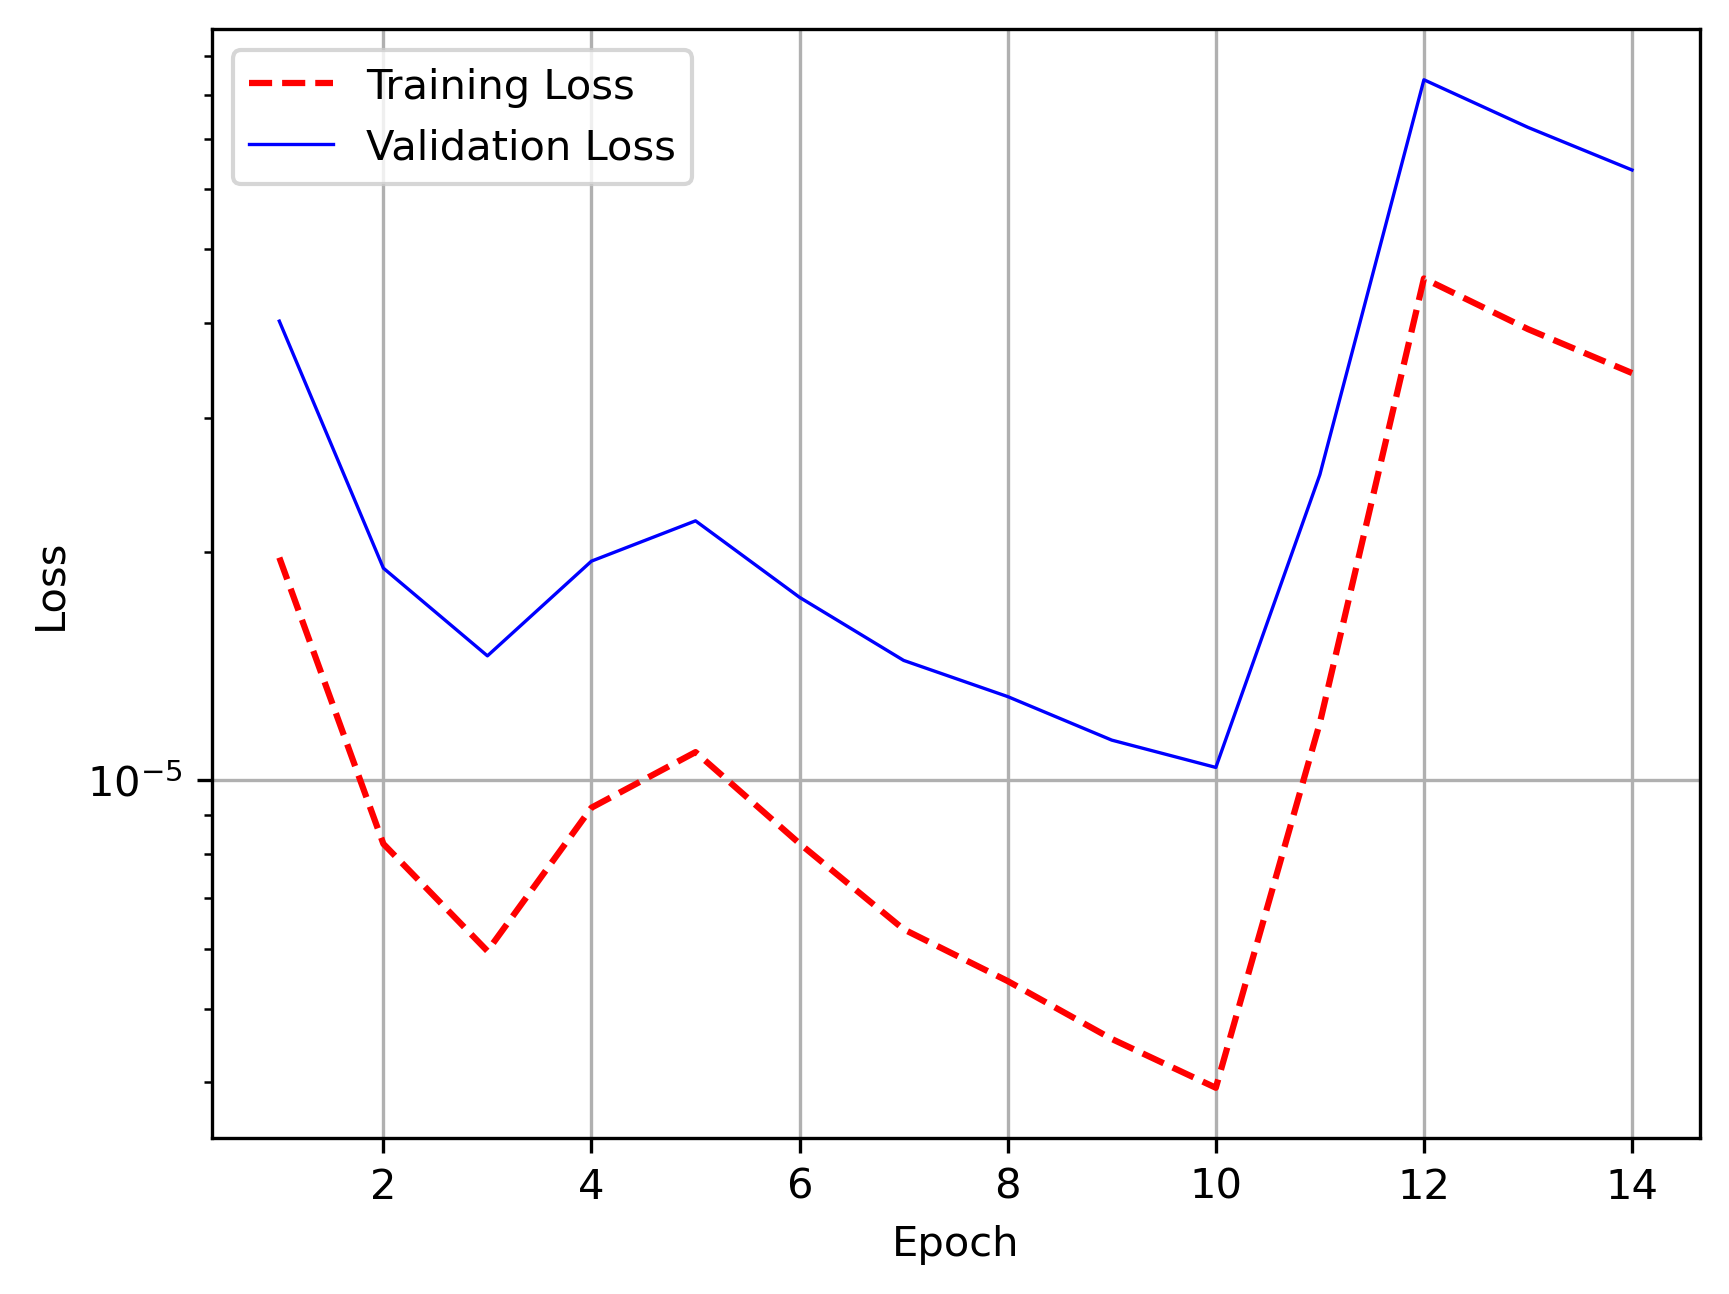 Training Loss
Validation Loss
Loss
10⁻⁵
2 4 6 8 10 12 14
Epoch